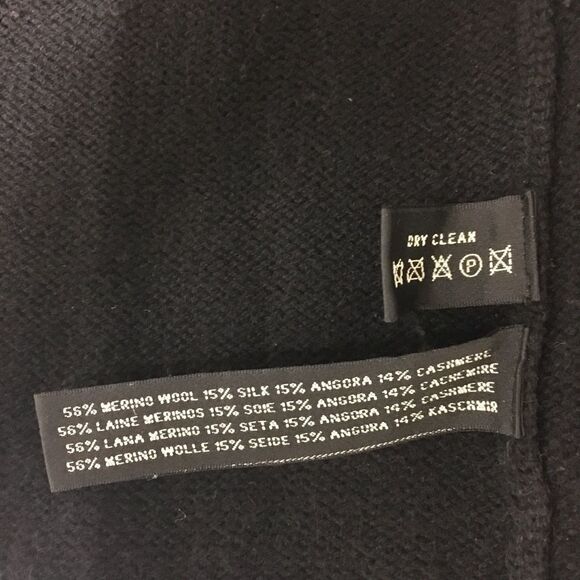 DRY CLEAN
P
56% MERINO WOOL 15% SILK 15% ANGORA 14% CASHMERE
56% LAINE MERINOS 15% SOIE 15% ANGORA 14% CACHEMIRE
56% LANA MERINO 15% SETA 15% ANGORA 14% CASHMERE
56% MERINO WOLLE 15% SEIDE 15% ANGORA 14% KASCHMIR